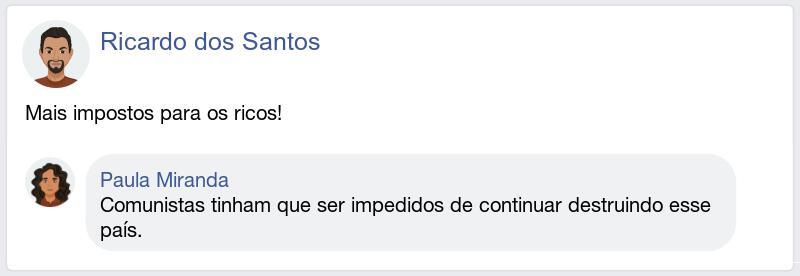 Ricardo dos Santos
Mais impostos para os ricos!
Paula Miranda
Comunistas tinham que ser impedidos de continuar destruindo esse
país.